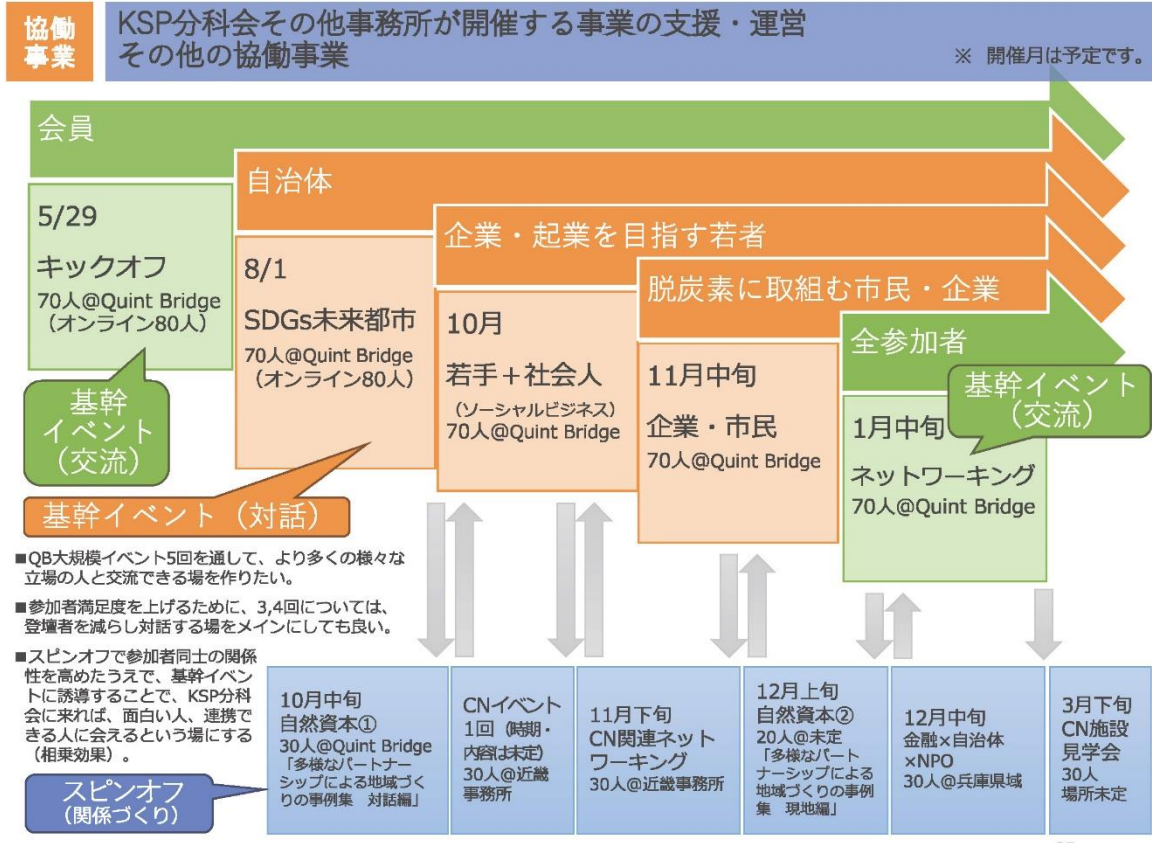 協働
事業
KSP分科会その他事務所が開催する事業の支援・運営
その他の協働事業
※ 開催月は予定です。
会員
5/29
キックオフ
70人@Quint Bridge
（オンライン80人）
基幹
イベント
（交流）
自治体
8/1
SDGs未来都市
70人@Quint Bridge
（オンライン80人）
基幹イベント（対話）
企業・起業を目指す若者
10月
若手＋社会人
（ソーシャルビジネス）
70人@Quint Bridge
脱炭素に取組む市民・企業
11月中旬
企業・市民
70人@Quint Bridge
全参加者
基幹イベント
（交流）
1月中旬
ネットワーキング
70人@Quint Bridge
■QB大規模イベント5回を通して、より多くの様々な
立場の人と交流できる場を作りたい。
■参加者満足度を上げるために、3,4回については、
登壇者を減らし対話する場をメインにしても良い。
■スピンオフで参加者同士の関係
性を高めたうえで、基幹イベン
トに誘導することで、KSP分科
会に来れば、面白い人、連携で
きる人に会えるという場にする
（相乗効果）。
スピンオフ
（関係づくり）
10月中旬
自然資本①
30人@Quint Bridge
「多様なパートナー
シップによる地域づく
りの事例集 対話編」
CNイベント
1回（時期・
内容は未定）
30人@近畿
事務所
11月下旬
CN関連ネット
ワーキング
30人@近畿事務所
12月上旬
自然資本②
20人@未定
「多様なパート
ナーシップによる
地域づくりの事例
集 現地編」
12月中旬
金融×自治体
×NPO
30人@兵庫県域
3月下旬
CN施設
見学会
30人
場所未定